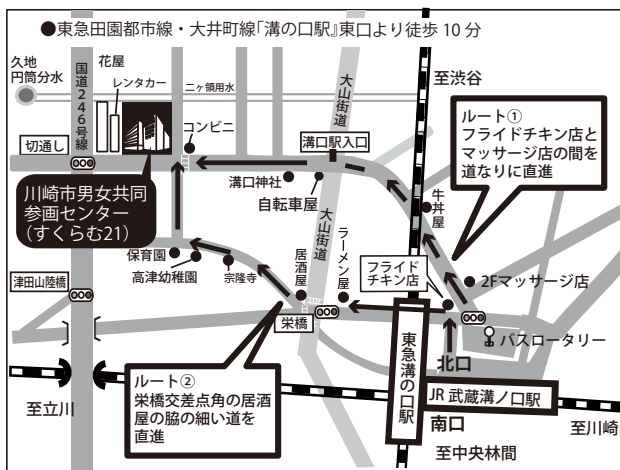 ●東急田園都市線・大井町線「溝の口駅」東口より徒歩 10 分
久地
円筒分水
国道246号線
花屋
レンタカー
二ヶ領用水
大山街道
至渋谷
切通し
コンビニ
溝口駅入口
ルート①
フライドチキン店と
マッサージ店の間を
道なりに直進
川崎市男女共同
参画センター
(すくらむ21)
溝口神社
自転車屋
牛丼屋
大山街道
保育園
高津幼稚園
宗隆寺
居酒屋
ラーメン屋
フライド
チキン店
2Fマッサージ店
津田山陸橋
栄橋
バスロータリー
北口
東急溝の口駅
ルート②
栄橋交差点角の居酒
屋の脇の細い道を
直進
JR 武蔵溝ノ口駅
南口
至立川
至川崎
至中央林間